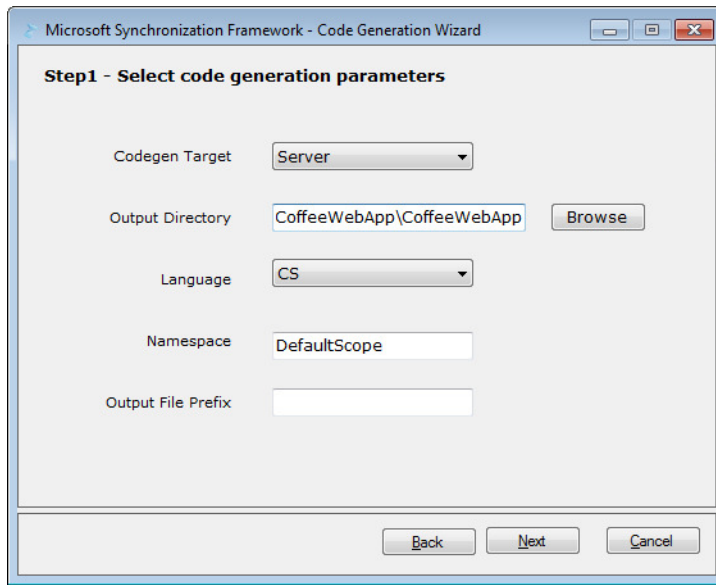 Microsoft Synchronization Framework - Code Generation Wizard
Step1 - Select code generation parameters
Codegen Target Server
Output Directory CoffeeWebApp\CoffeeWebApp Browse
Language CS
Namespace DefaultScope
Output File Prefix
Back Next Cancel